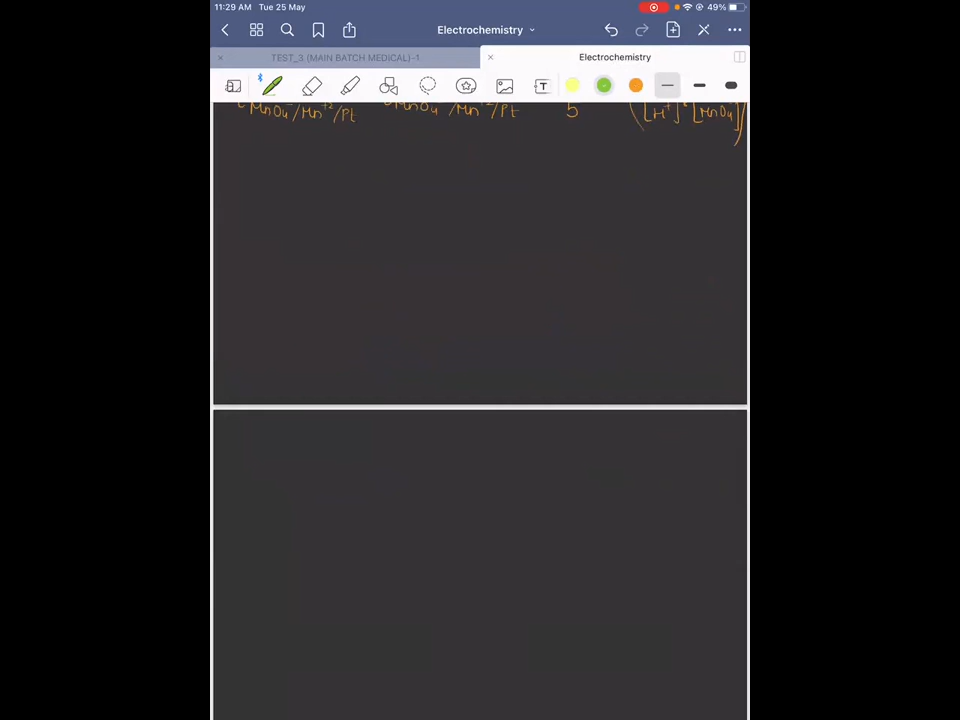 11:29 AM Tue 25 May 49%
Electrochemistry
TEST_3 (MAIN BATCH MEDICAL)-1 Electrochemistry
T
MnO4⁻/Mn⁺²/Pt MnO4⁻/Mn⁺²/Pt 5 [H⁺]⁸[MnO4⁻]